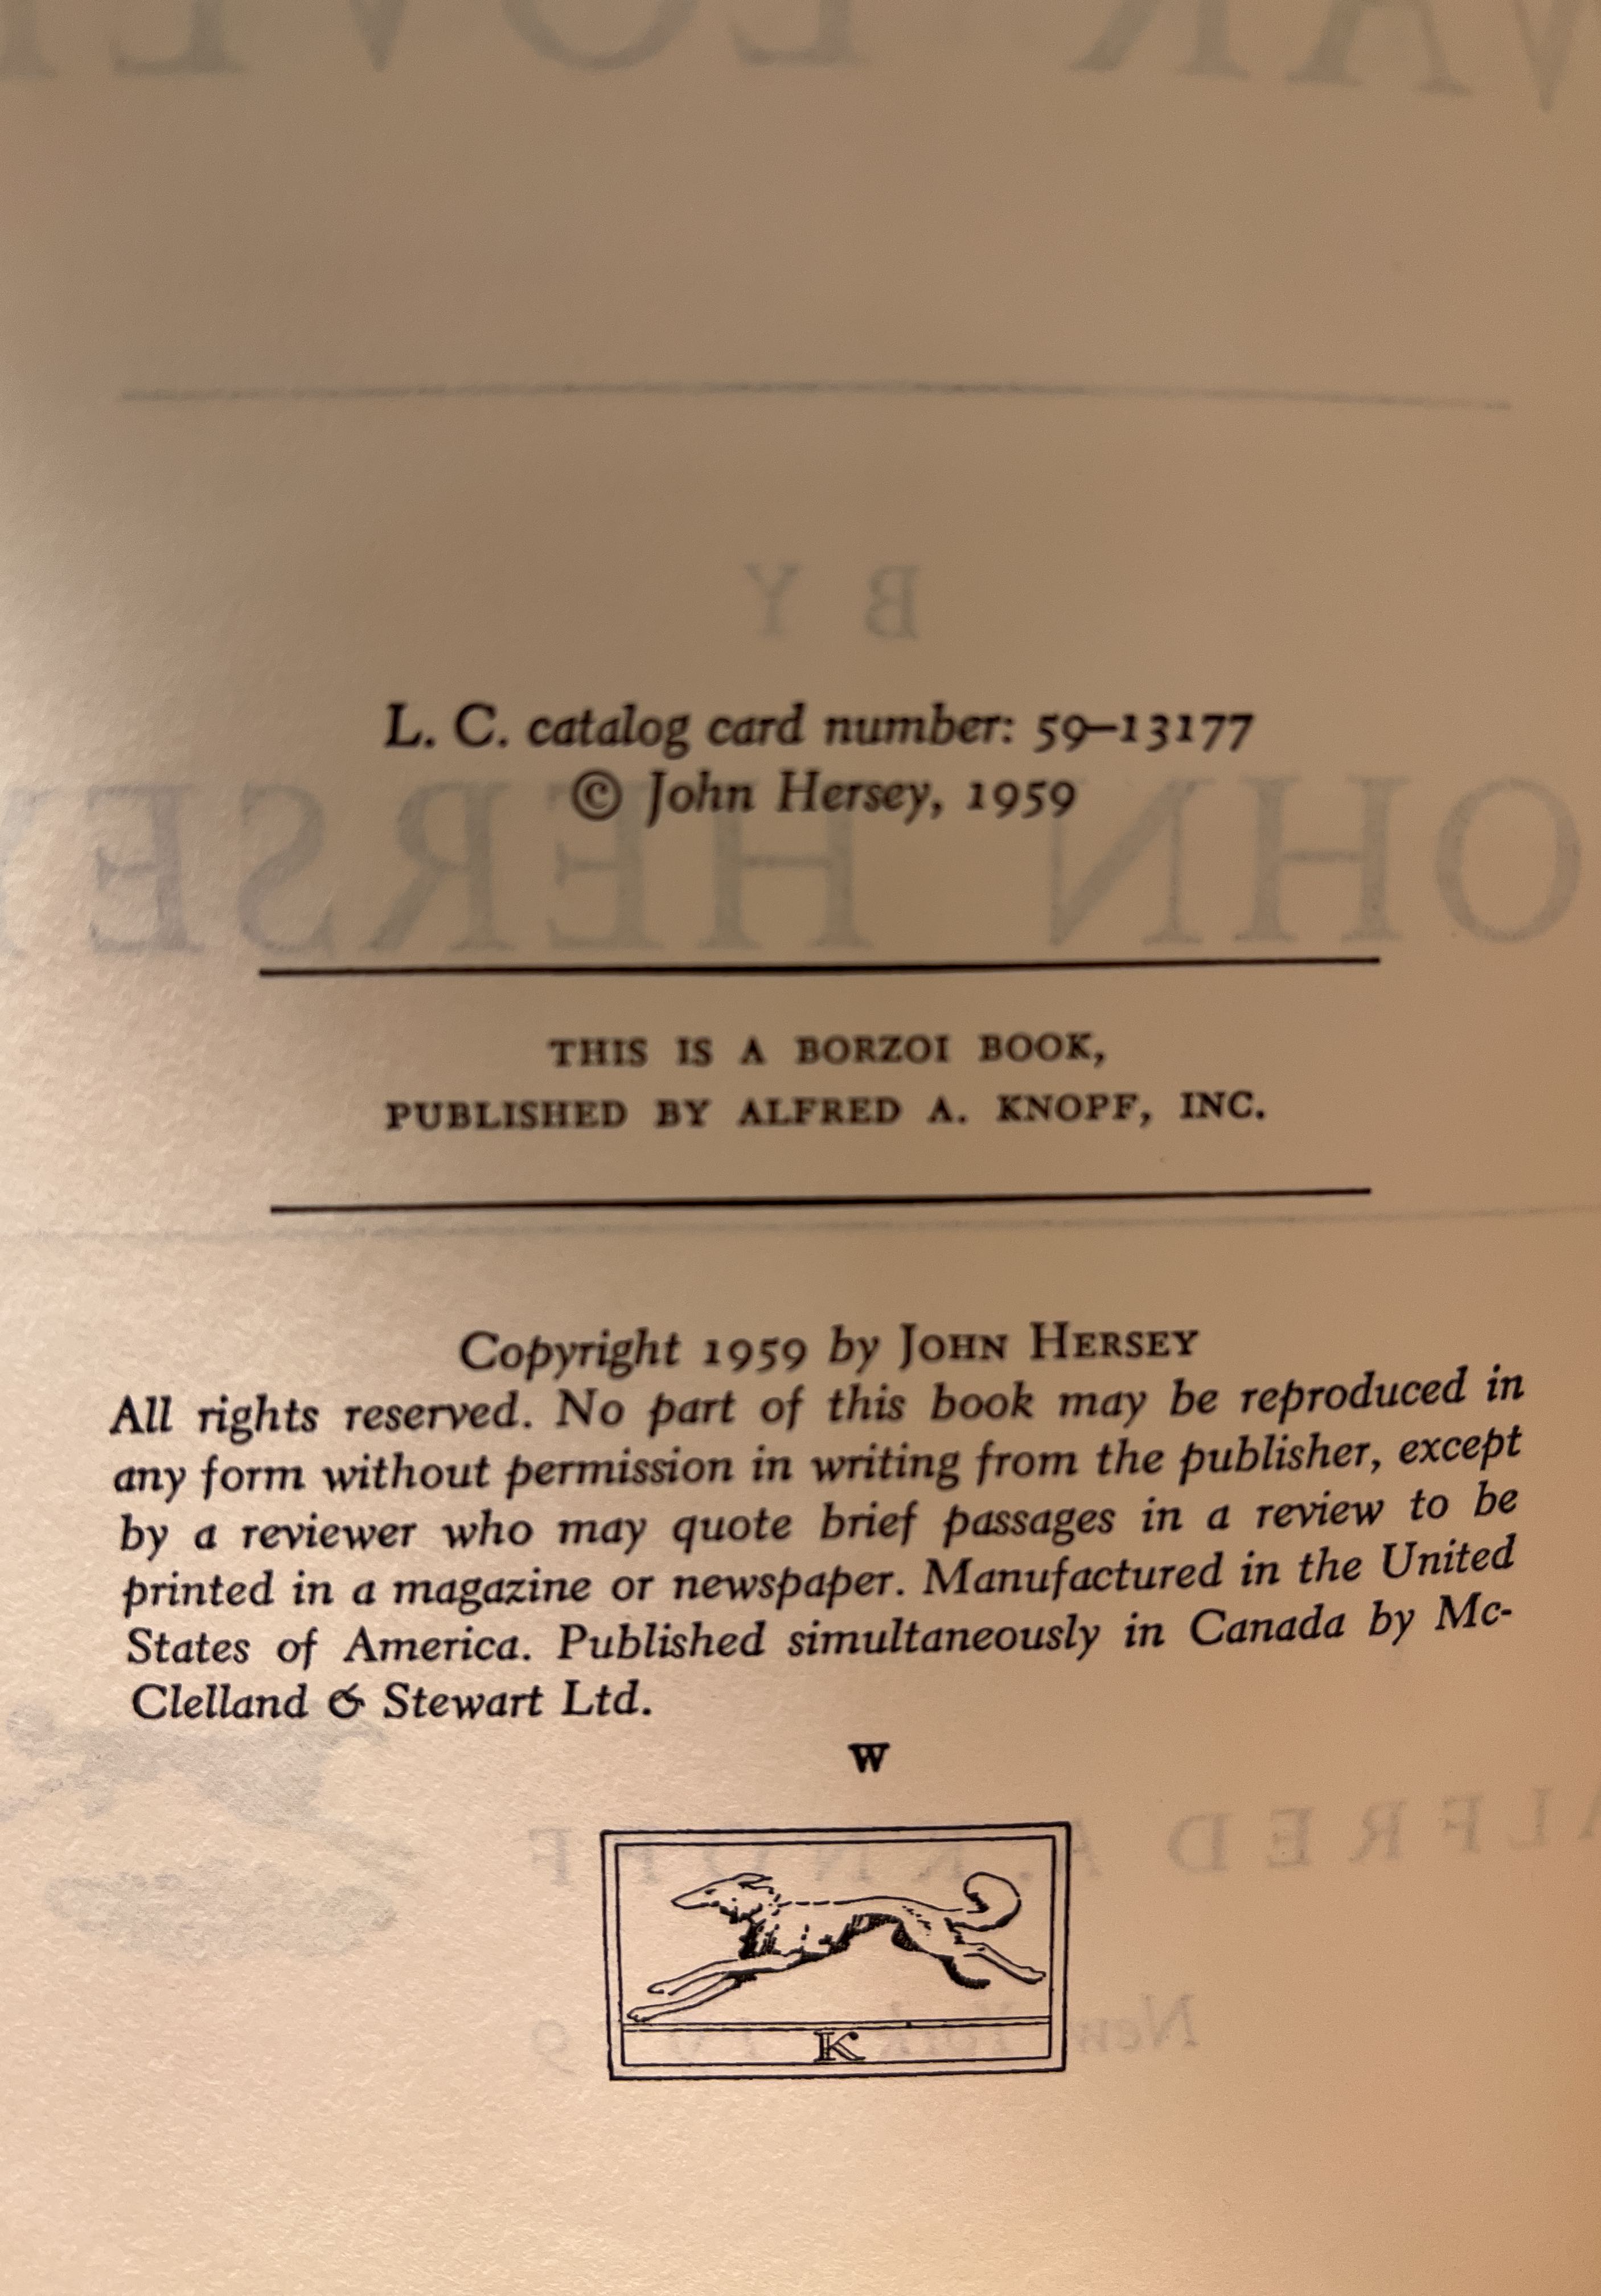 L. C. catalog card number: 59–13177
© John Hersey, 1959
THIS IS A BORZOI BOOK,
PUBLISHED BY ALFRED A. KNOPF, INC.
Copyright 1959 by JOHN HERSEY
All rights reserved. No part of this book may be reproduced in
any form without permission in writing from the publisher, except
by a reviewer who may quote brief passages in a review to be
printed in a magazine or newspaper. Manufactured in the United
States of America. Published simultaneously in Canada by Mc-
Clelland & Stewart Ltd.
W
K